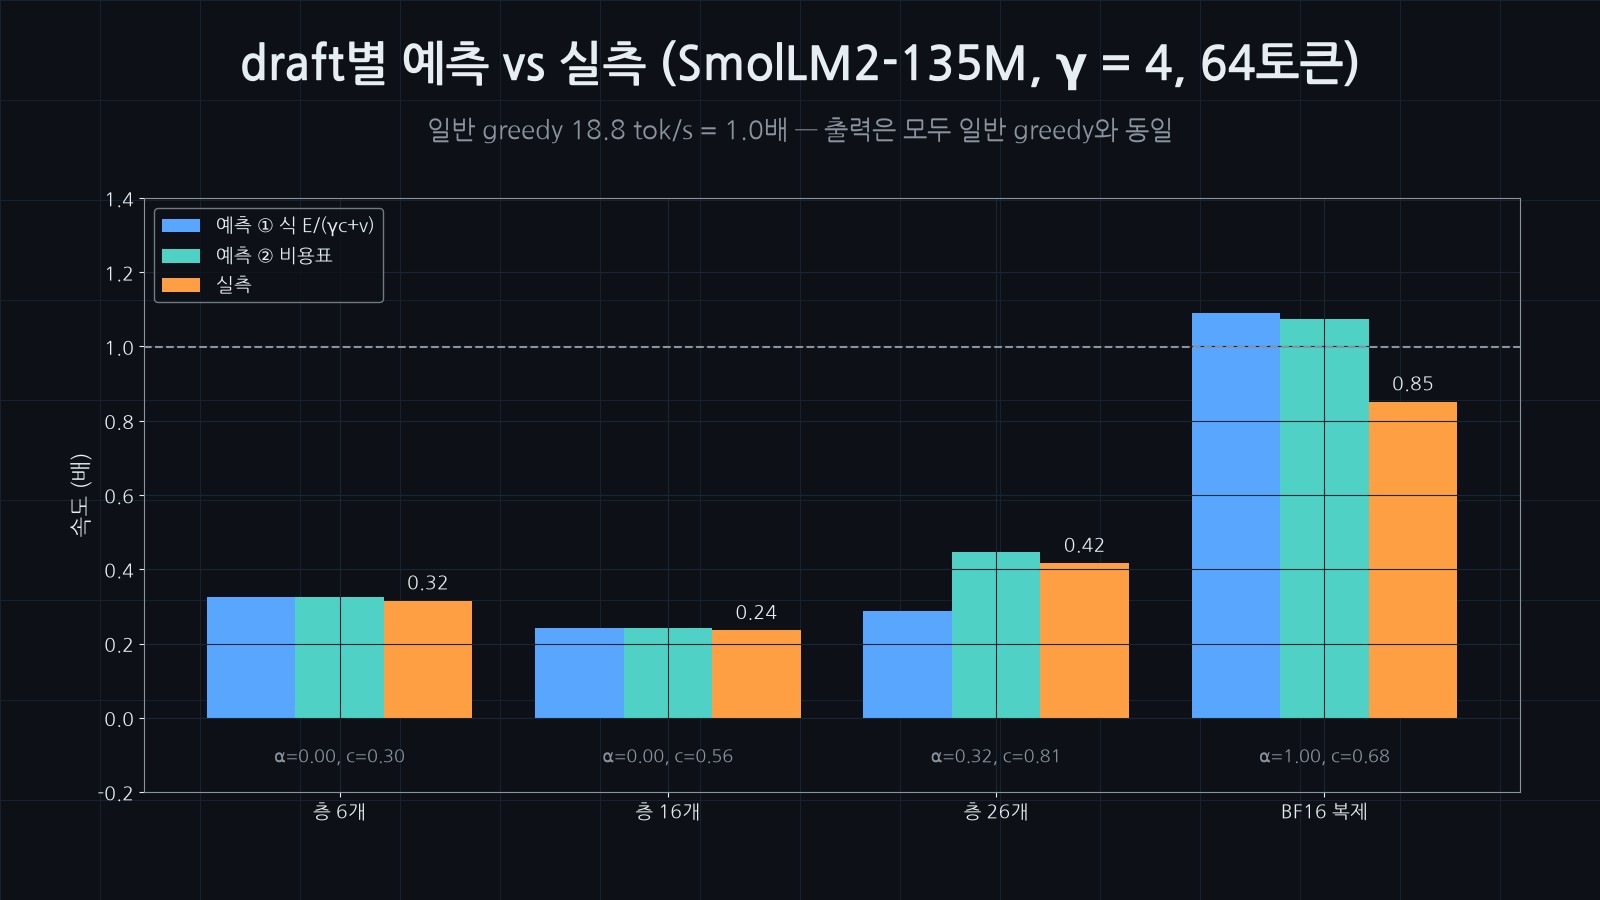 draft별 예측 vs 실측 (SmolLM2-135M, γ = 4, 64토큰)
일반 greedy 18.8 tok/s = 1.0배 — 출력은 모두 일반 greedy와 동일
예측 ① 식 E/(γc+v)
예측 ② 비용표
실측
속도 (배)
1.4
1.2
1.0
0.8
0.6
0.4
0.2
0.0
-0.2
0.32
0.24
0.42
0.85
α=0.00, c=0.30
α=0.00, c=0.56
α=0.32, c=0.81
α=1.00, c=0.68
층 6개
층 16개
층 26개
BF16 복제